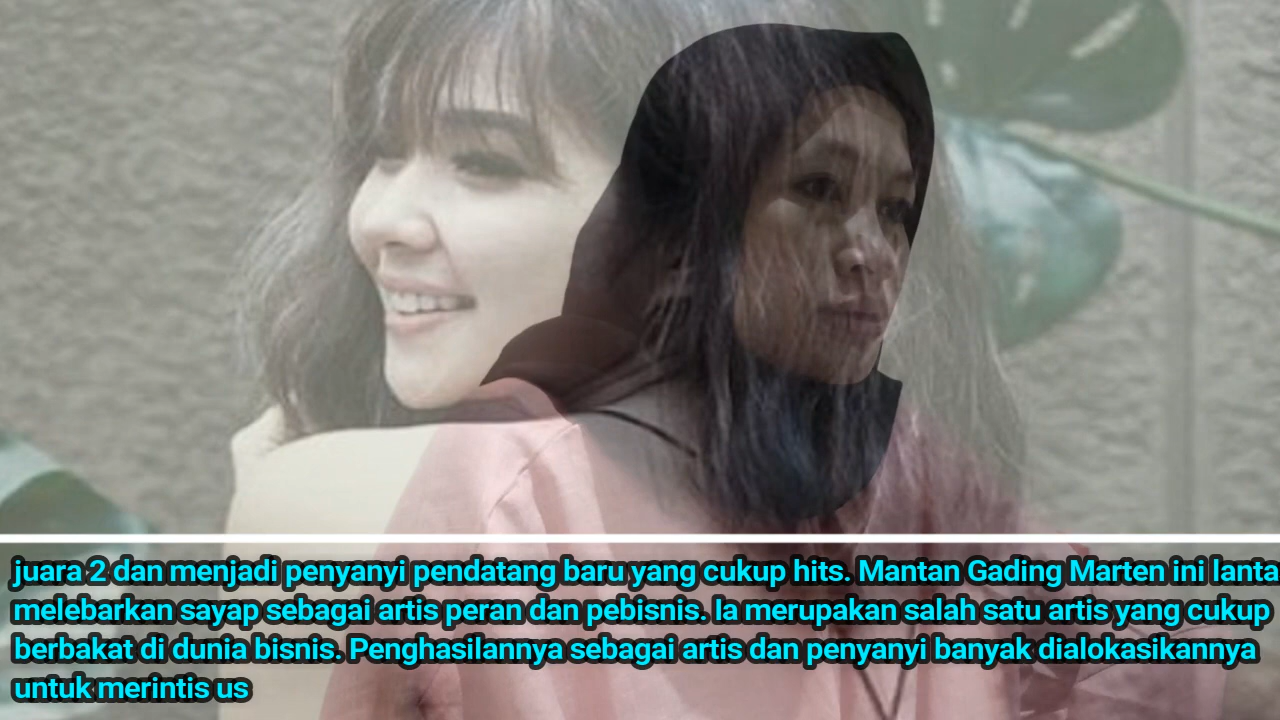 juara 2 dan menjadi penyanyi pendatang baru yang cukup hits. Mantan Gading Marten ini lanta
melebarkan sayap sebagai artis peran dan pebisnis. Ia merupakan salah satu artis yang cukup
berbakat di dunia bisnis. Penghasilannya sebagai artis dan penyanyi banyak dialokasikannya
untuk merintis us